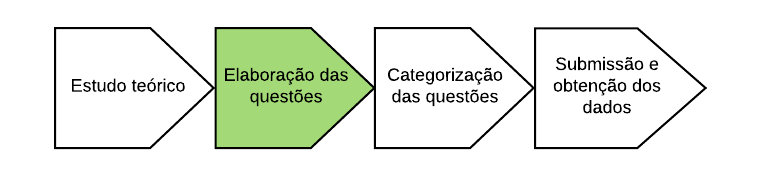 Estudo teórico
Elaboração das
questões
Categorização
das questões
Submissão e
obtenção dos
dados